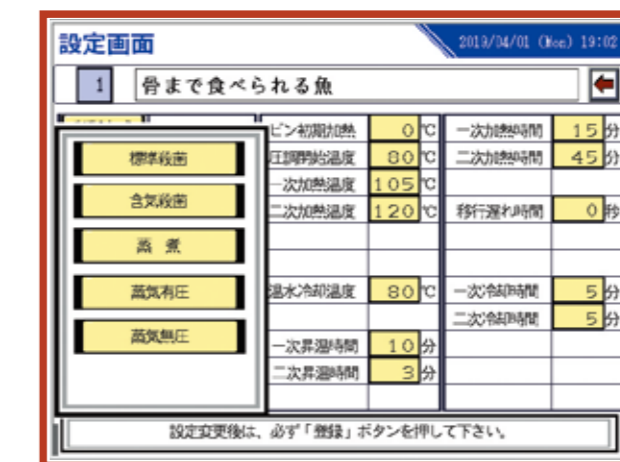 設定画面 2019/04/01 (Mon) 19:02
1 骨まで食べられる魚
標準殺菌
含気殺菌
蒸 煮
蒸気有圧
蒸気無圧
ビン初期加熱 0 ℃ 一次加熱時間 15 分
圧調開始温度 80 ℃ 二次加熱時間 45 分
一次加熱温度 105 ℃
二次加熱温度 120 ℃ 移行遅れ時間 0 秒
温水冷却温度 80 ℃ 一次冷却時間 5 分
二次冷却時間 5 分
一次昇温時間 10 分
二次昇温時間 3 分
設定変更後は、必ず「登録」ボタンを押して下さい。